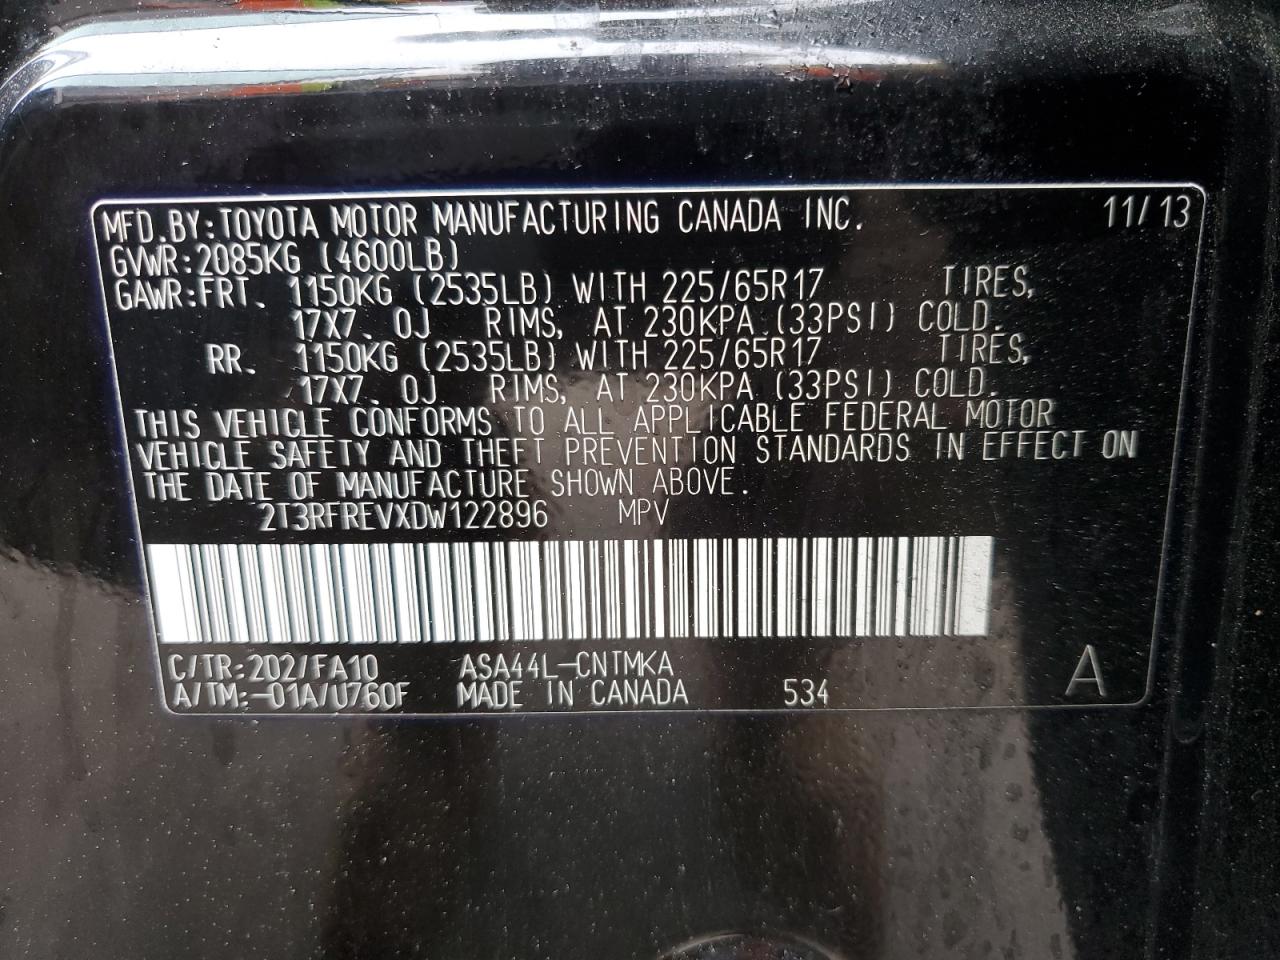 MFD.BY:TOYOTA MOTOR MANUFACTURING CANADA INC. 11/13
GVWR:2085KG (4600LB)
GAWR:FRT. 1150KG (2535LB) WITH 225/65R17 TIRES,
17X7.0J RIMS, AT 230KPA (33PSI) COLD.
RR. 1150KG (2535LB) WITH 225/65R17 TIRES,
17X7.0J RIMS, AT 230KPA (33PSI) COLD.
THIS VEHICLE CONFORMS TO ALL APPLICABLE FEDERAL MOTOR
VEHICLE SAFETY AND THEFT PREVENTION STANDARDS IN EFFECT ON
THE DATE OF MANUFACTURE SHOWN ABOVE.
2T3RFREVXDW122896 MPV
C/TR:202/FA10 ASA44L-CNTMKA
A/TM:-01A/U760F MADE IN CANADA 534 A